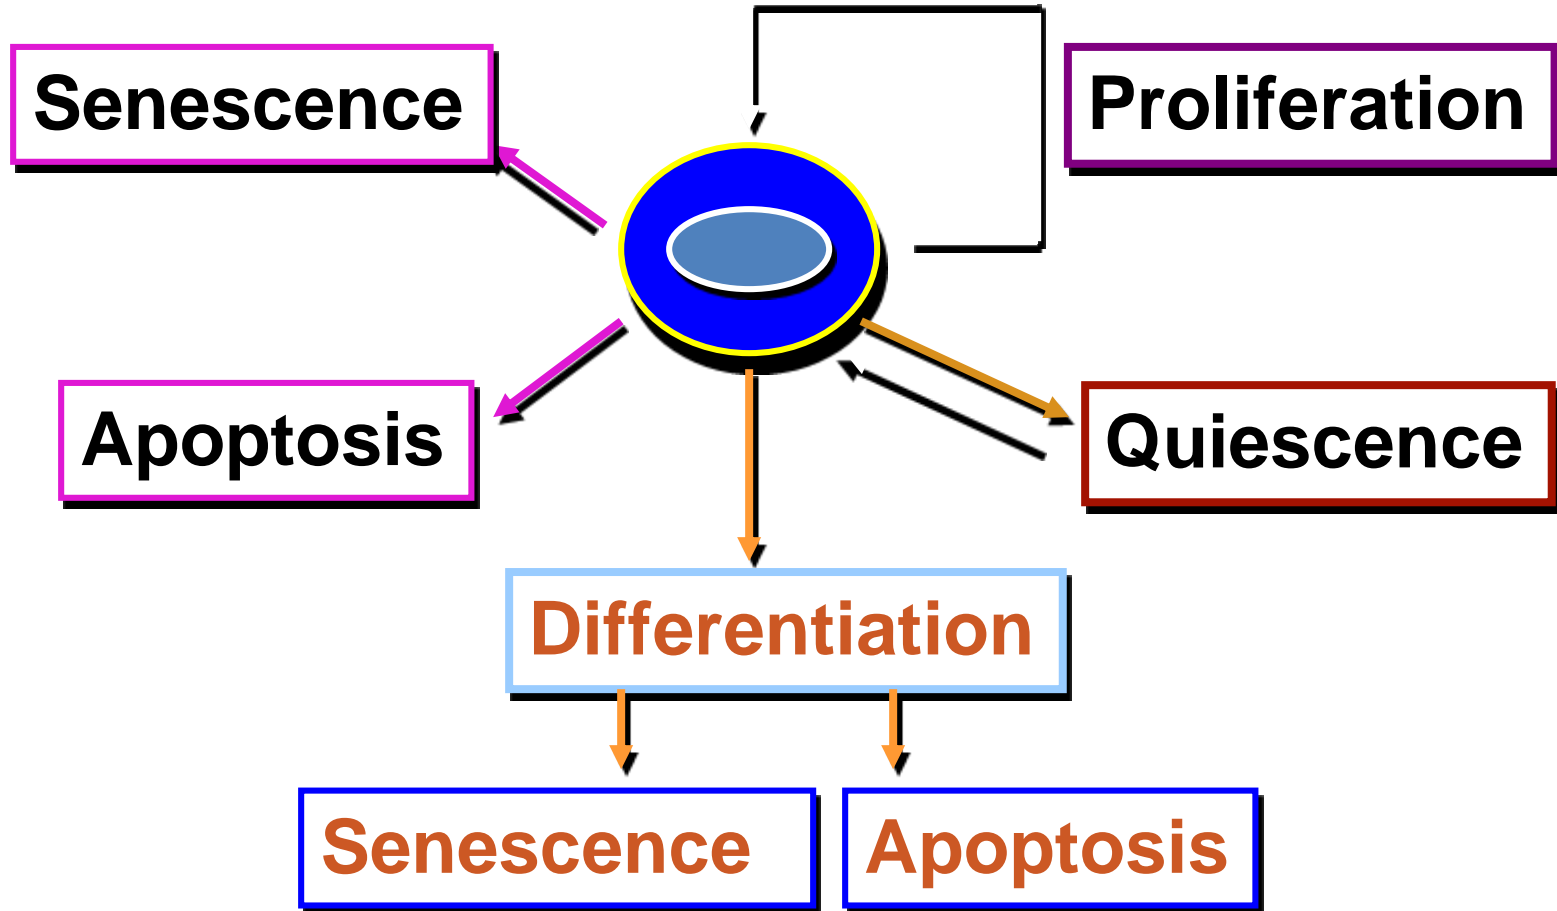 Senescence
Proliferation
Apoptosis
Quiescence
Differentiation
Senescence
Apoptosis